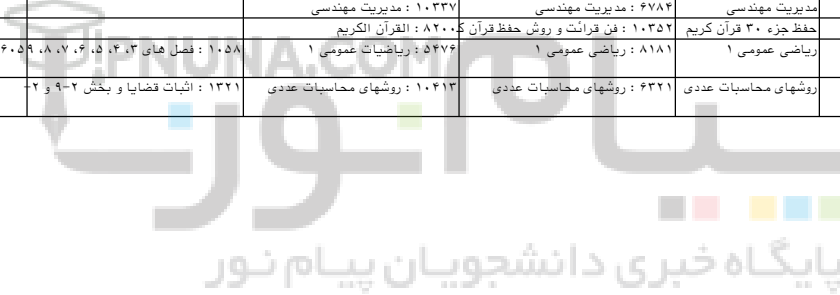 مدیریت مهندسی ۶۷۸۴ : مدیریت مهندسی ۱۰۳۳۷ : مدیریت مهندسی
حفظ جزء ۳۰ قرآن کریم ۱۰۳۵۲ : فن قرائت و روش حفظ قرآن ک ۸۲۰۰ : القرآن الکریم
ریاضی عمومی ۱ ۸۱۸۱ : ریاضی عمومی ۱ ۵۴۷۶ : ریاضیات عمومی ۱ ۱۰۵۸ : فصل های ۳، ۴، ۵، ۶، ۷، ۸، ۹ ۶۰۵
روشهای محاسبات عددی ۶۳۲۱ : روشهای محاسبات عددی ۱۰۴۱۳ : روشهای محاسبات عددی ۱۳۲۱ : اثبات قضایا و بخش ۲-۹ و ۲-
PNUNA.COM
پیام نور
پایگاه خبری دانشجویان پیام نور